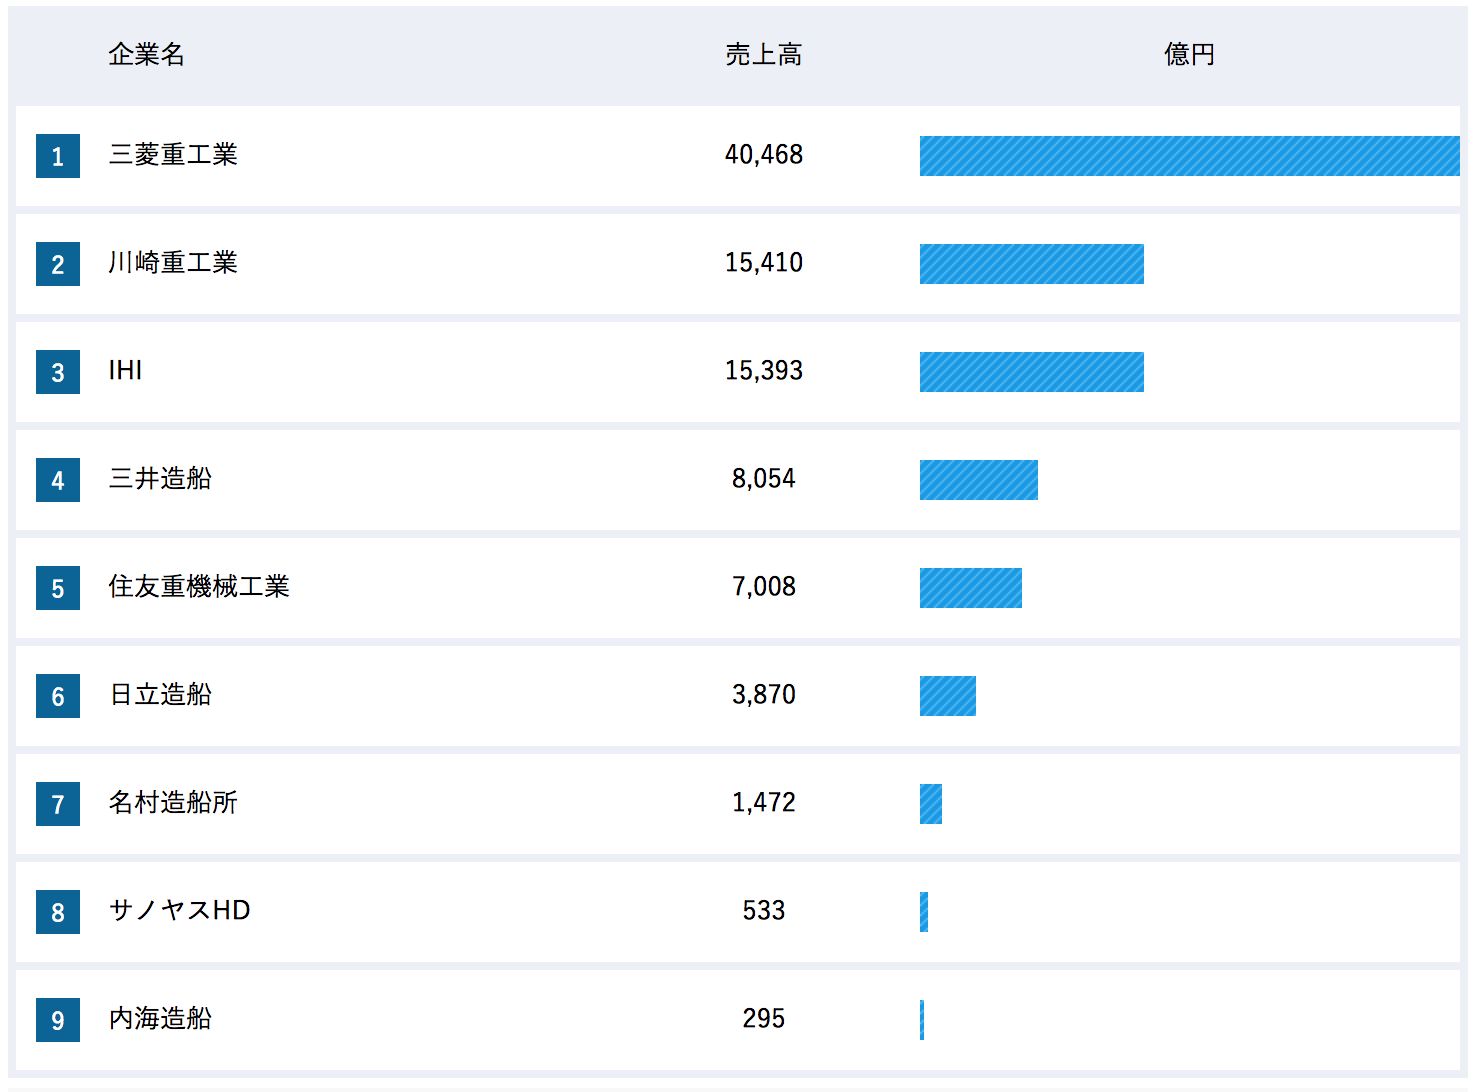 企業名 売上高 億円
1 三菱重工業 40,468
2 川崎重工業 15,410
3 IHI 15,393
4 三井造船 8,054
5 住友重機械工業 7,008
6 日立造船 3,870
7 名村造船所 1,472
8 サノヤスHD 533
9 内海造船 295